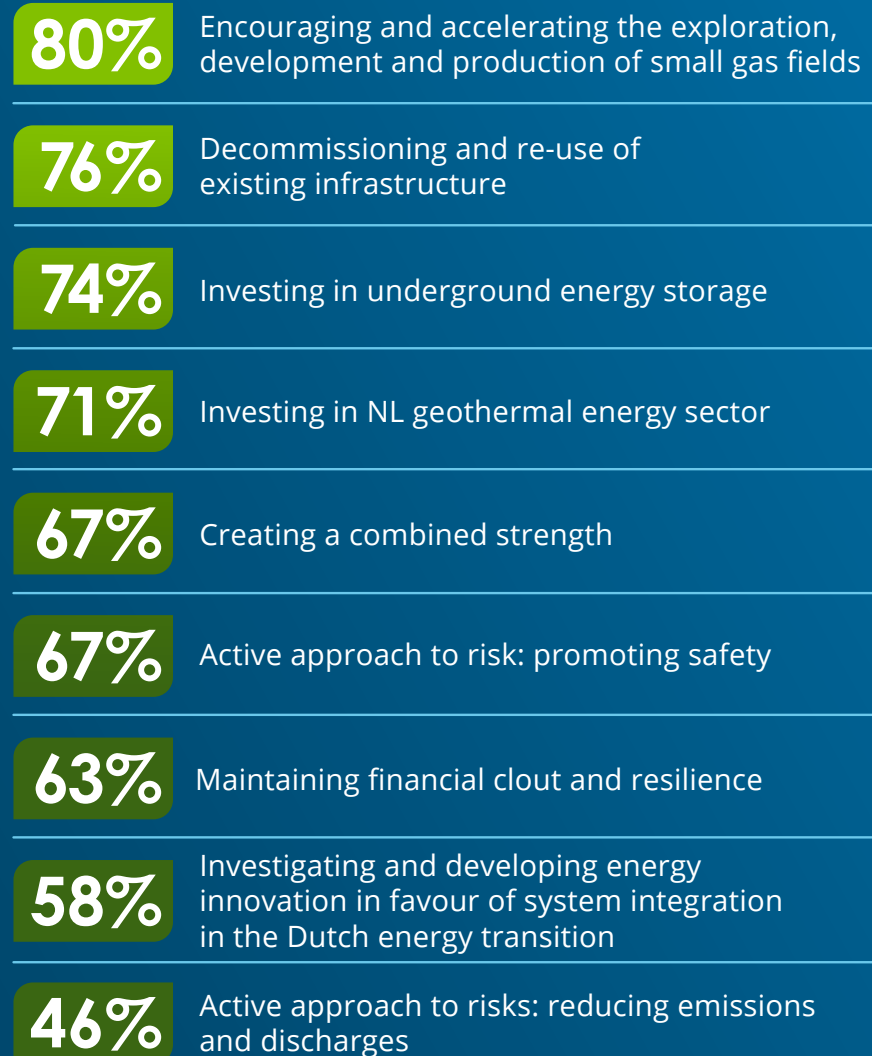 80%
Encouraging and accelerating the exploration,
development and production of small gas fields
76%
Decommissioning and re-use of
existing infrastructure
74%
Investing in underground energy storage
71%
Investing in NL geothermal energy sector
67%
Creating a combined strength
67%
Active approach to risk: promoting safety
63%
Maintaining financial clout and resilience
58%
Investigating and developing energy
innovation in favour of system integration
in the Dutch energy transition
46%
Active approach to risks: reducing emissions
and discharges